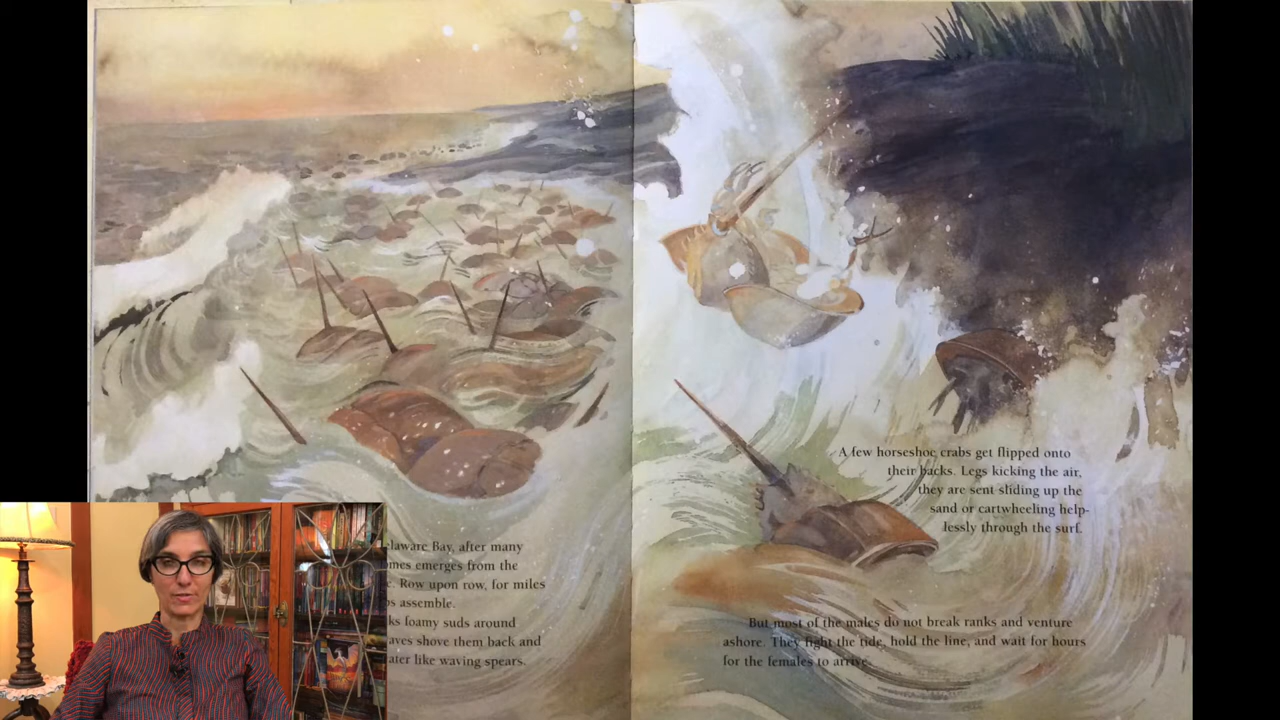 laware Bay, after many
mes emerges from the
Row upon row, for miles
s assemble.
ks foamy suds around
aves shove them back and
ater like waving spears.
A few horseshoe crabs get flipped onto
their backs. Legs kicking the air,
they are sent sliding up the
sand or cartwheeling help-
lessly through the surf.
But most of the males do not break ranks and venture
ashore. They fight the tide, hold the line, and wait for hours
for the females to arrive.